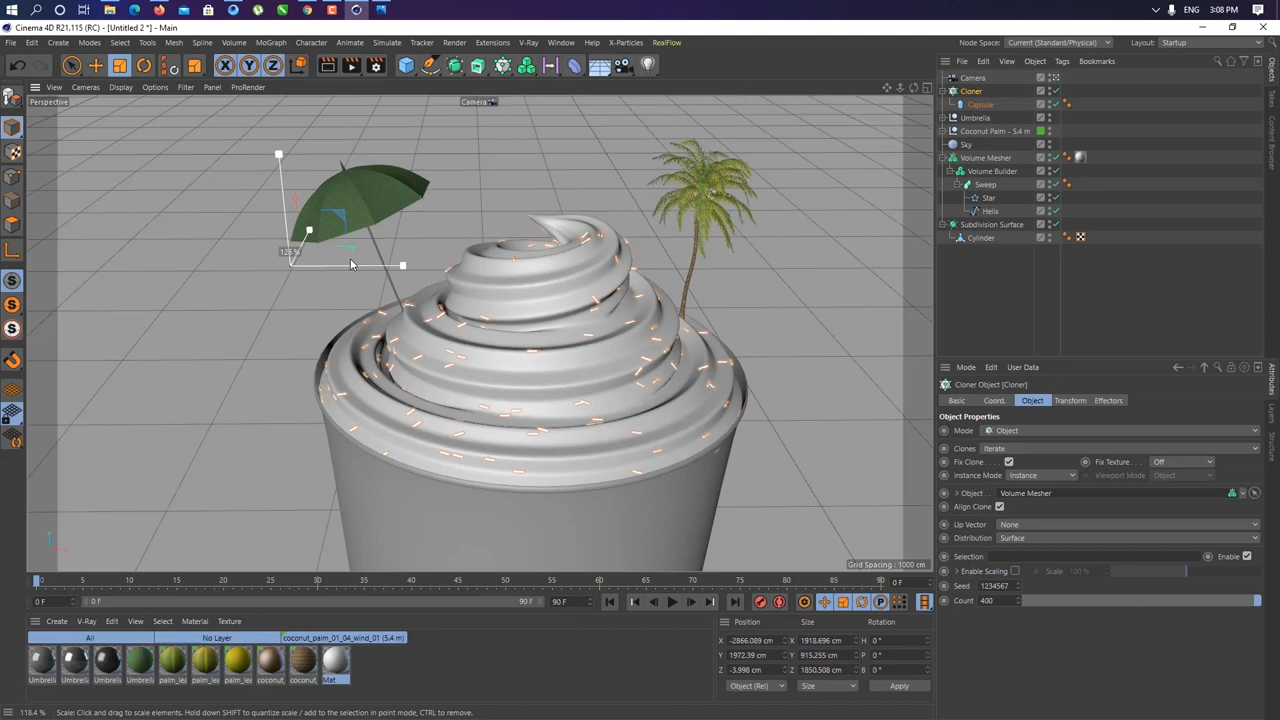 ENG 3:08 PM
Cinema 4D R21.115 (RC) - [Untitled 2 *] - Main
File Edit Create Modes Select Tools Mesh Spline Volume MoGraph Character Animate Simulate Tracker Render Extensions V-Ray Window Help X-Particles RealFlow
Node Space: Current (Standard/Physical) Layout: Startup
View Cameras Display Options Filter Panel ProRender
Perspective
Camera
126 %
Grid Spacing : 1000 cm
File Edit View Object Tags Bookmarks
Camera
Cloner
Capsule
Umbrella
Coconut Palm - 5.4 m
Sky
Volume Mesher
Volume Builder
Sweep
Star
Helix
Subdivision Surface
Cylinder
Objects
Takes
Content Browser
Mode Edit User Data
Cloner Object [Cloner]
Basic Coord. Object Transform Effectors
Object Properties
Mode Object
Clones Iterate
Fix Clone . . . . Fix Texture . . . . Off
Instance Mode Instance Viewport Mode Object
Object . . Volume Mesher
Align Clone
Up Vector None
Distribution Surface
Selection Enable
Enable Scaling Scale 100 %
Seed 1234567
Count 400
Attributes
Layers
Structure
0 5 10 15 20 25 30 35 40 45 50 55 60 65 70 75 80 85 90 0 F
0 F 0 F 90 F 90 F
Create V-Ray Edit View Select Material Texture
All No Layer coconut_palm_01_04_wind_01 (5.4 m)
Umbrell Umbrell Umbrell Umbrell palm_lea palm_lea palm_lea coconut_ coconut_ Mat
Position Size Rotation
X -2866.089 cm X 1918.696 cm H 0 °
Y 1972.39 cm Y 915.255 cm P 0 °
Z -3.998 cm Z 1850.508 cm B 0 °
Object (Rel) Size Apply
118.4 % Scale: Click and drag to scale elements. Hold down SHIFT to quantize scale / add to the selection in point mode, CTRL to remove.